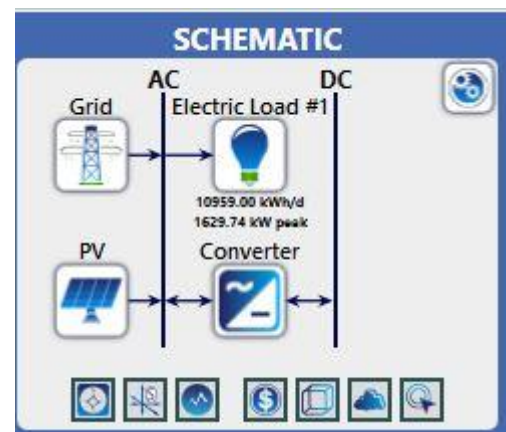 SCHEMATIC
AC DC
Grid Electric Load #1
10959.00 kWh/d
1629.74 kW peak
PV Converter